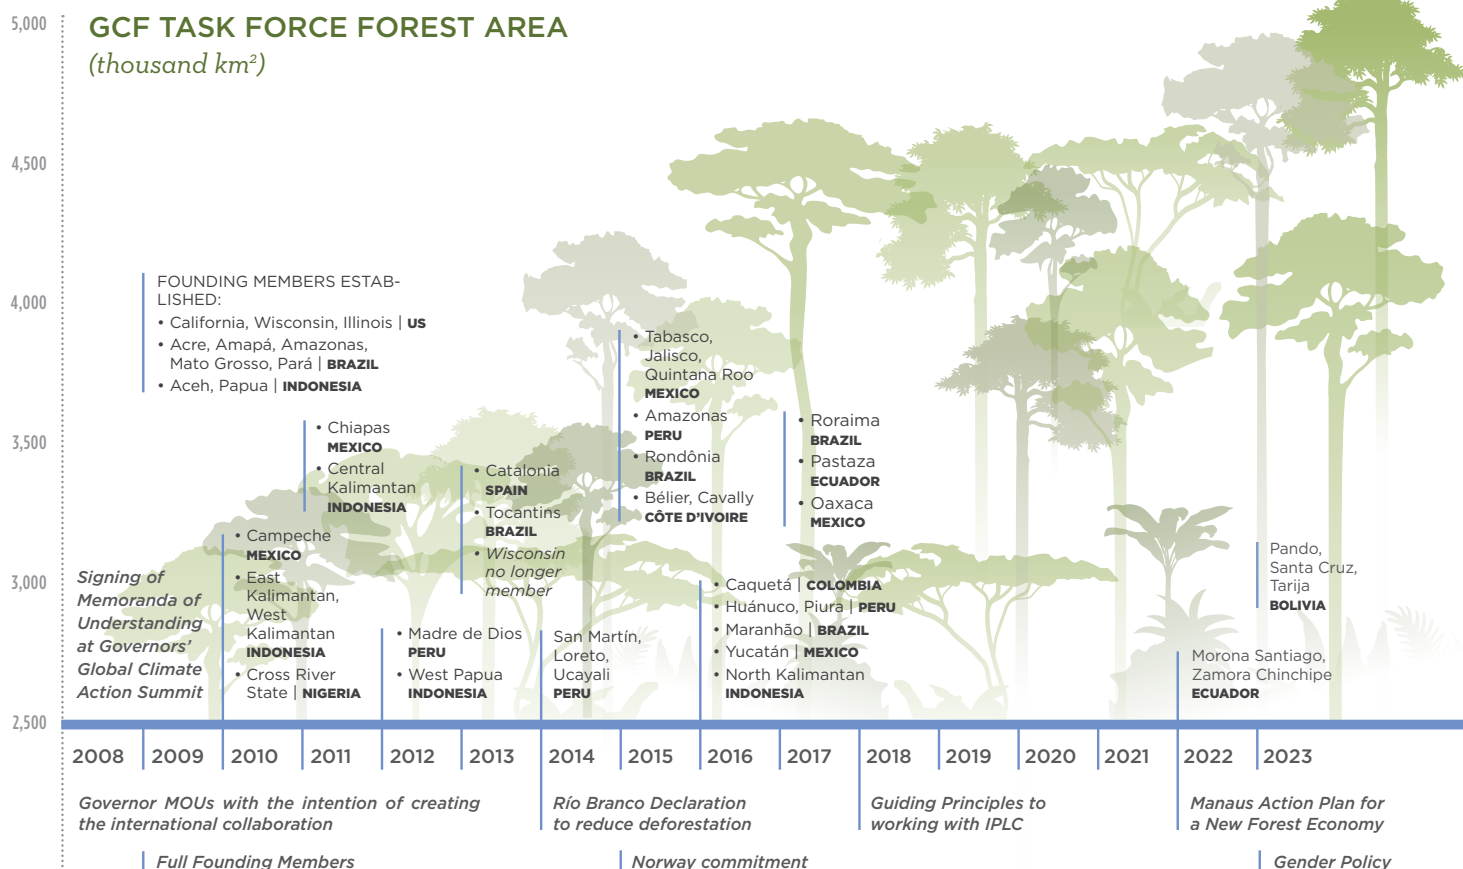 GCF TASK FORCE FOREST AREA
(thousand km²)
5,000
4,500
4,000
3,500
3,000
2,500
Signing of
Memoranda of
Understanding
at Governors’
Global Climate
Action Summit
FOUNDING MEMBERS ESTAB-
LISHED:
• California, Wisconsin, Illinois | US
• Acre, Amapá, Amazonas,
Mato Grosso, Pará | BRAZIL
• Aceh, Papua | INDONESIA
• Campeche
MEXICO
• East
Kalimantan,
West
Kalimantan
INDONESIA
• Cross River
State | NIGERIA
• Chiapas
MEXICO
• Central
Kalimantan
INDONESIA
• Madre de Dios
PERU
• West Papua
INDONESIA
• Catalonia
SPAIN
• Tocantins
BRAZIL
• Wisconsin
no longer
member
San Martín,
Loreto,
Ucayali
PERU
• Tabasco,
Jalisco,
Quintana Roo
MEXICO
• Amazonas
PERU
• Rondônia
BRAZIL
• Bélier, Cavally
CÔTE D’IVOIRE
• Caquetá | COLOMBIA
• Huánuco, Piura | PERU
• Maranhão | BRAZIL
• Yucatán | MEXICO
• North Kalimantan
INDONESIA
• Roraima
BRAZIL
• Pastaza
ECUADOR
• Oaxaca
MEXICO
Morona Santiago,
Zamora Chinchipe
ECUADOR
Pando,
Santa Cruz,
Tarija
BOLIVIA
2008 2009 2010 2011 2012 2013 2014 2015 2016 2017 2018 2019 2020 2021 2022 2023
Governor MOUs with the intention of creating
the international collaboration
Río Branco Declaration
to reduce deforestation
Guiding Principles to
working with IPLC
Manaus Action Plan for
a New Forest Economy
Full Founding Members
Norway commitment
Gender Policy